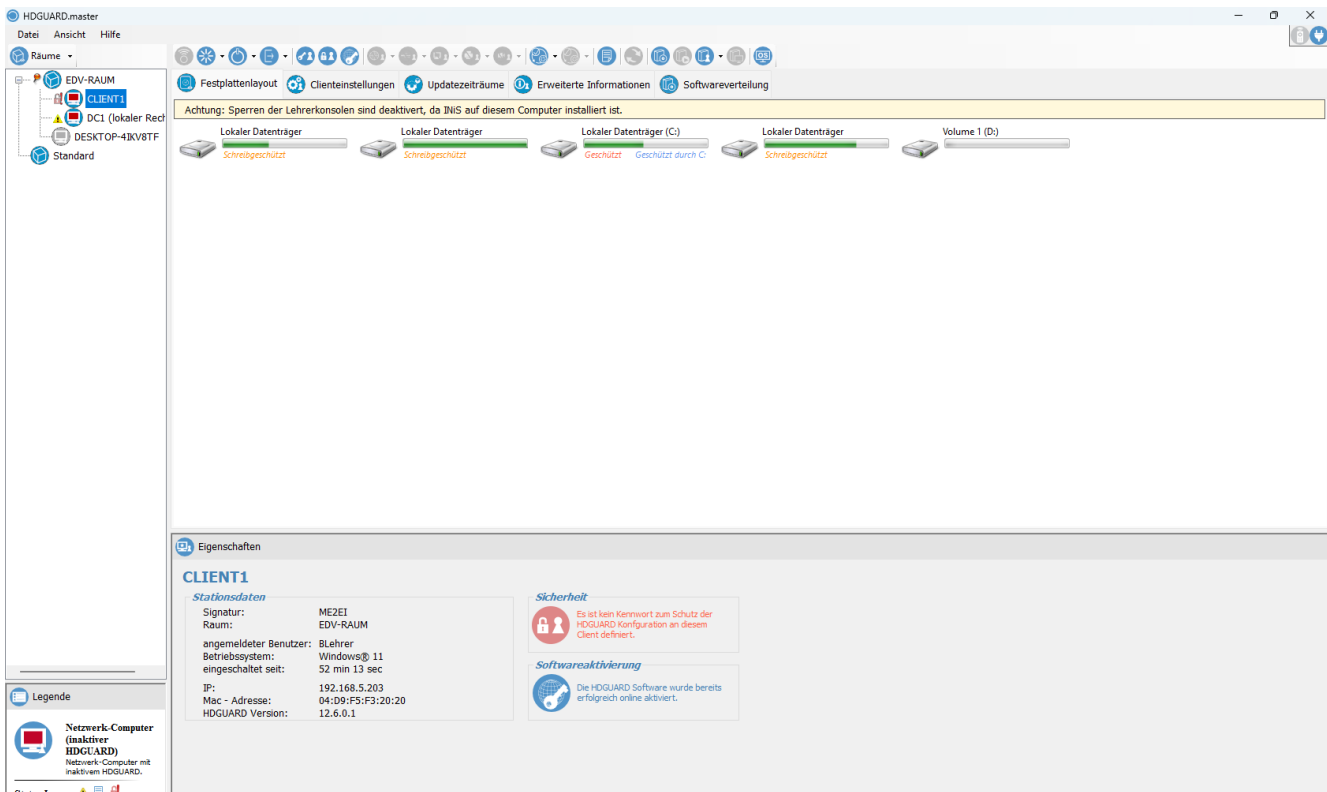 HDGUARD.master
Datei Ansicht Hilfe
Räume
EDV-RAUM
CLIENT1
DC1 (lokaler Rech
DESKTOP-4IKV8TF
Standard
Festplattenlayout Clienteinstellungen Updatezeiträume Erweiterte Informationen Softwareverteilung
Achtung: Sperren der Lehrerkonsolen sind deaktivert, da INiS auf diesem Computer installiert ist.
Lokaler Datenträger Lokaler Datenträger Lokaler Datenträger (C:) Lokaler Datenträger Volume 1 (D:)
Schreibgeschützt Schreibgeschützt Geschützt Geschützt durch C: Schreibgeschützt
Eigenschaften
CLIENT1
Stationsdaten
Signatur: ME2EI
Raum: EDV-RAUM
angemeldeter Benutzer: BLehrer
Betriebssystem: Windows® 11
eingeschaltet seit: 52 min 13 sec
IP: 192.168.5.203
Mac - Adresse: 04:D9:F5:F3:20:20
HDGUARD Version: 12.6.0.1
Sicherheit
Es ist kein Kennwort zum Schutz der
HDGUARD Konfguration an diesem
Client definiert.
Softwareaktivierung
Die HDGUARD Software wurde bereits
erfolgreich online aktiviert.
Legende
Netzwerk-Computer
(inaktiver
HDGUARD)
Netzwerk-Computer mit
inaktivem HDGUARD.